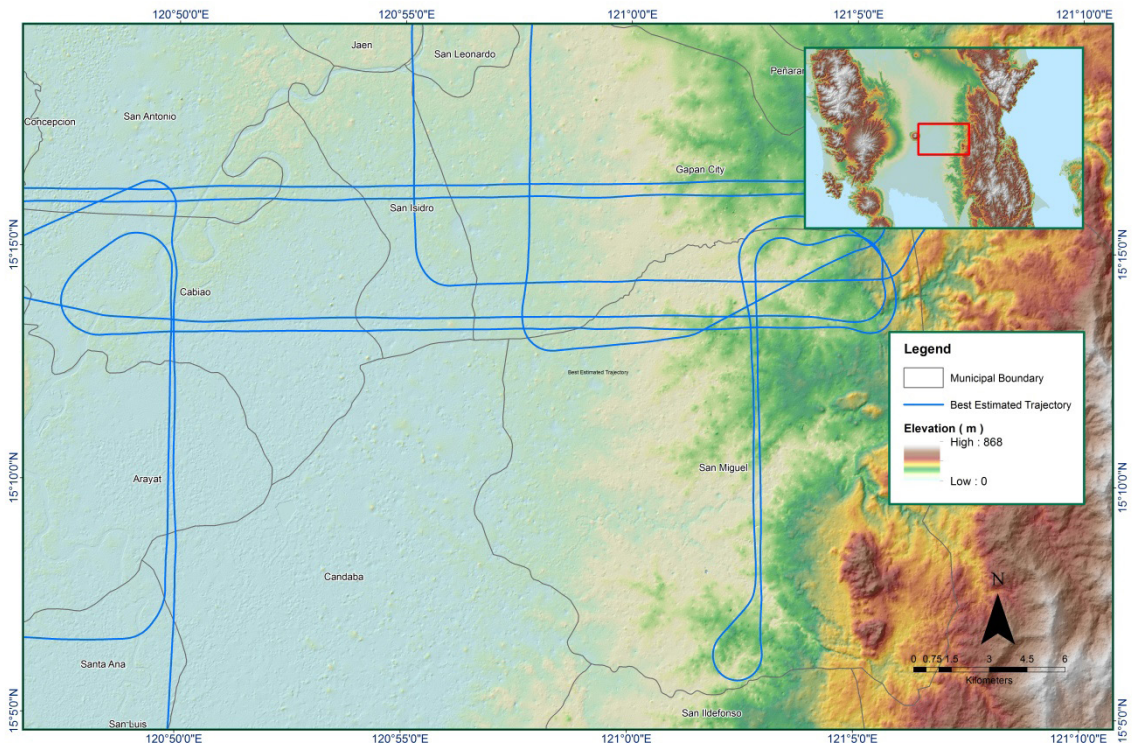 120°50'0"E
120°55'0"E
121°0'0"E
121°5'0"E
121°10'0"E
Jaen
San Leonardo
Concepcion
San Antonio
Gapan City
San Isidro
15°15'0"N
15°15'0"N
Cabiao
Best Estimated Trajectory
Legend
Municipal Boundary
Best Estimated Trajectory
Elevation ( m )
High : 868
Low : 0
San Miguel
Arayat
15°10'0"N
15°10'0"N
Candaba
N
0 0.75 1.5 3 4.5 6
Kilometers
Santa Ana
San Ildefonso
San Luis
15°5'0"N
15°5'0"N
120°50'0"E
120°55'0"E
121°0'0"E
121°5'0"E
121°10'0"E